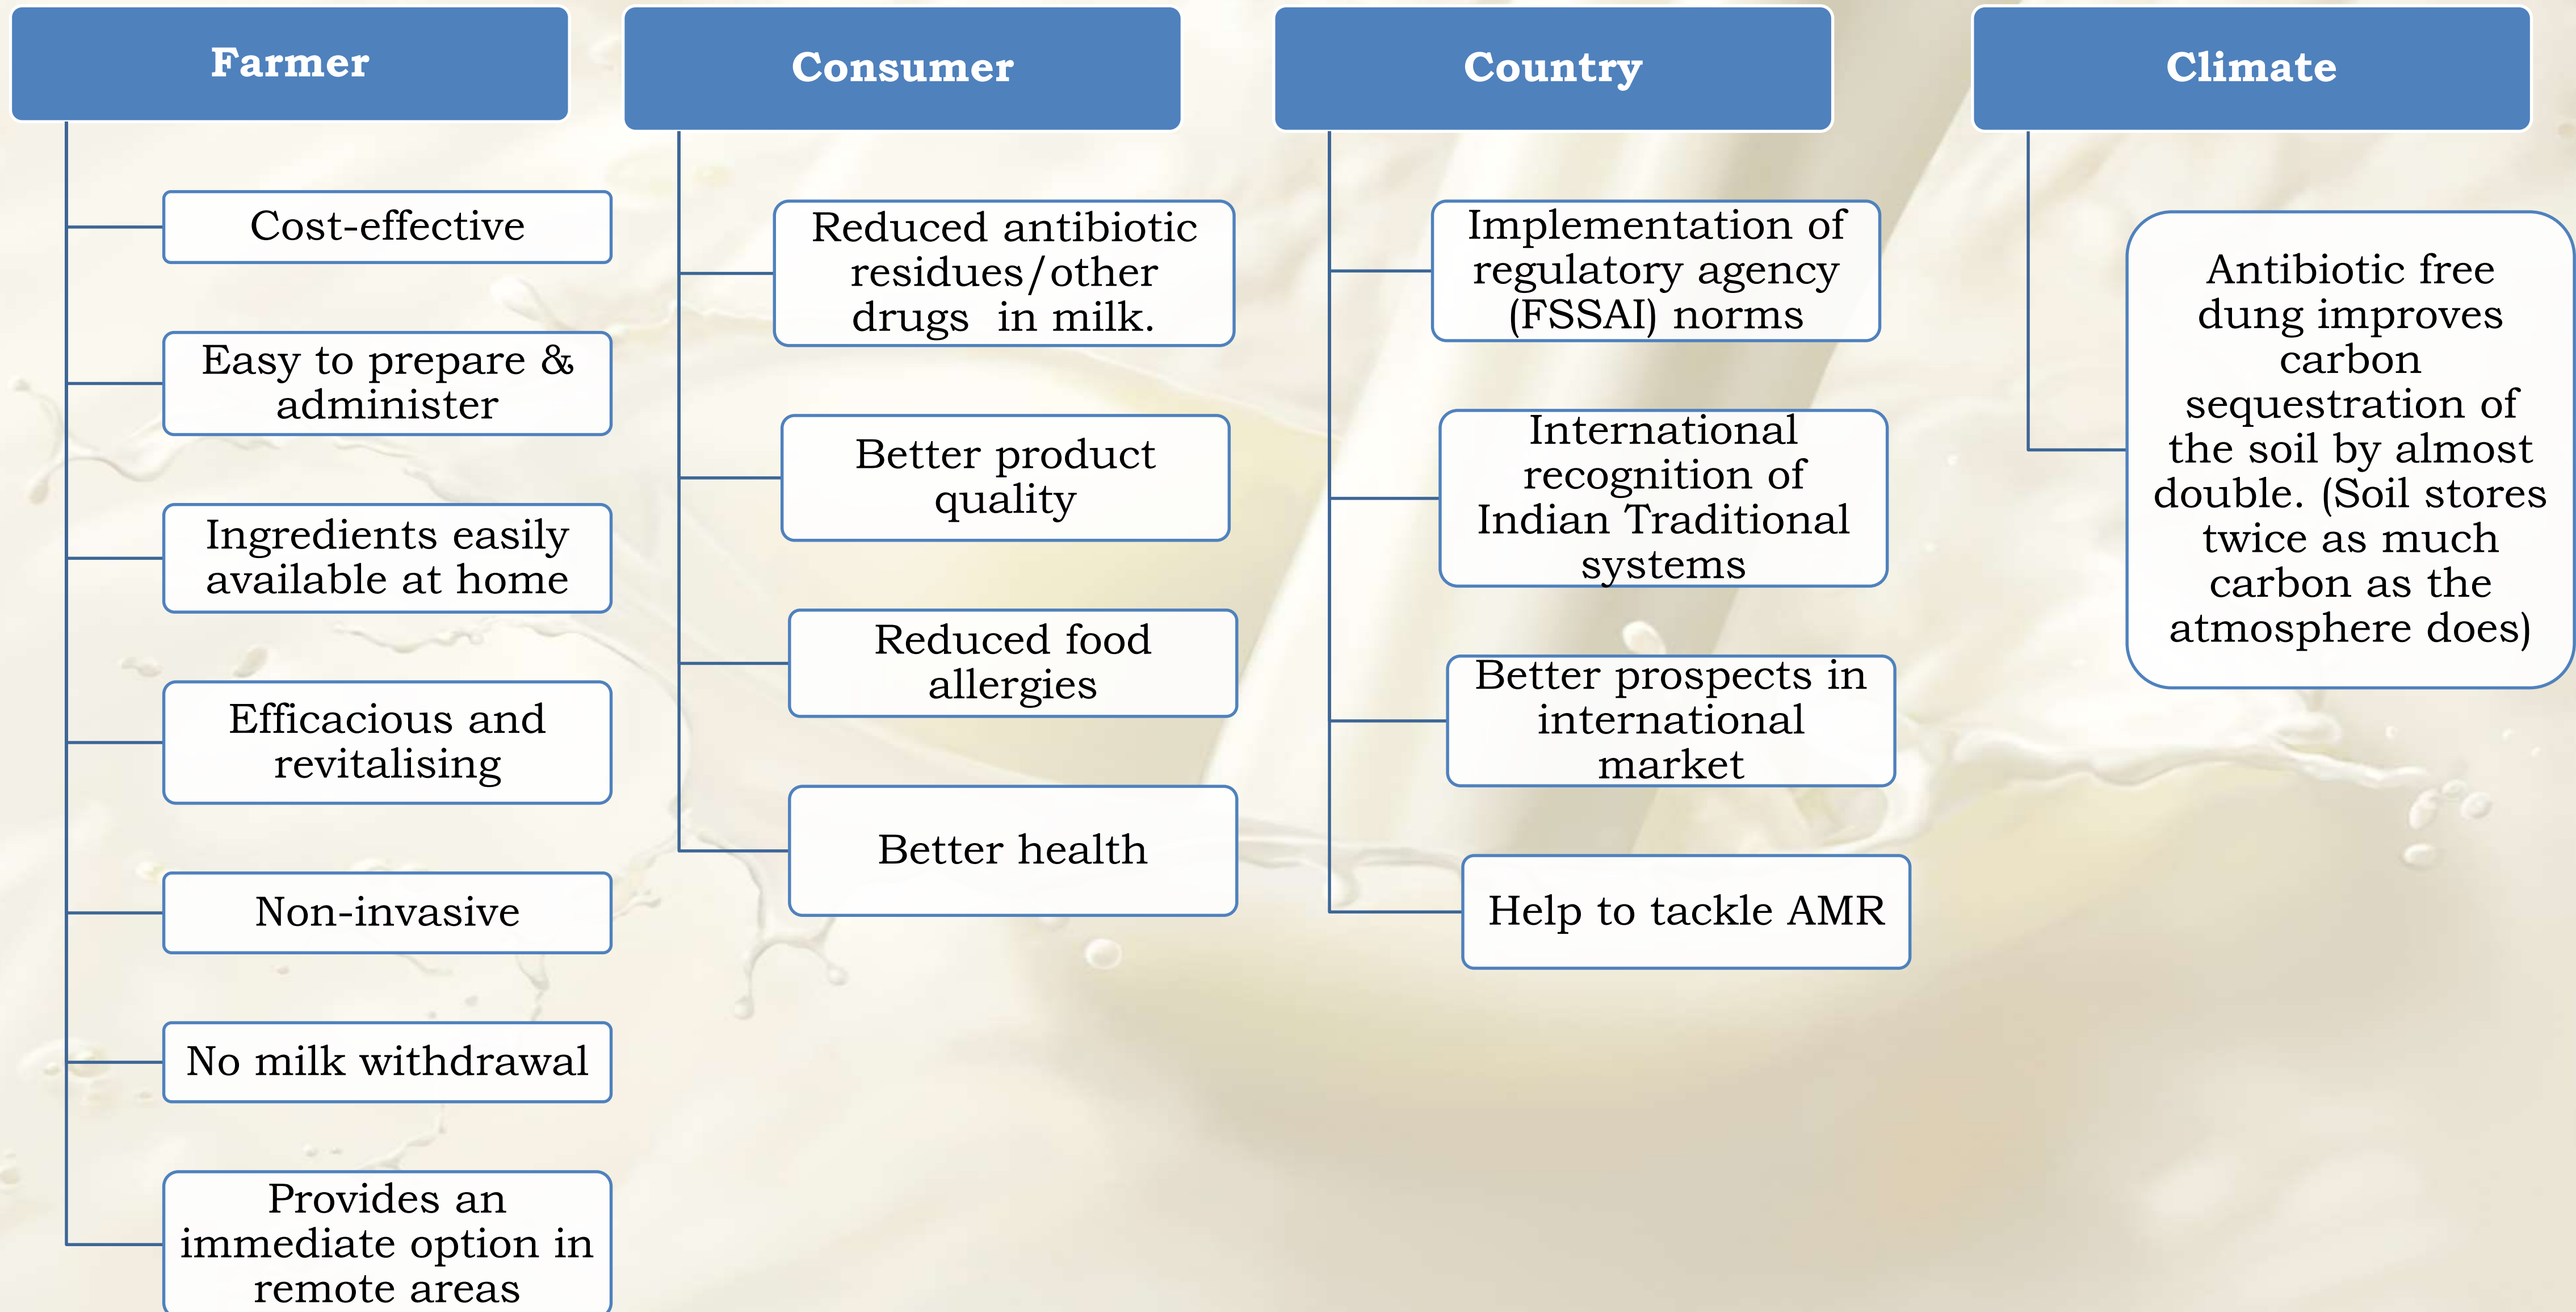 Farmer
Cost-effective
Easy to prepare &
administer
Ingredients easily
available at home
Efficacious and
revitalising
Non-invasive
No milk withdrawal
Provides an
immediate option in
remote areas
Consumer
Reduced antibiotic
residues/other
drugs  in milk.
Better product
quality
Reduced food
allergies
Better health
Country
Implementation of
regulatory agency
(FSSAI) norms
International
recognition of
Indian Traditional
systems
Better prospects in
international
market
Help to tackle AMR
Climate
Antibiotic free
dung improves
carbon
sequestration of
the soil by almost
double. (Soil stores
twice as much
carbon as the
atmosphere does)